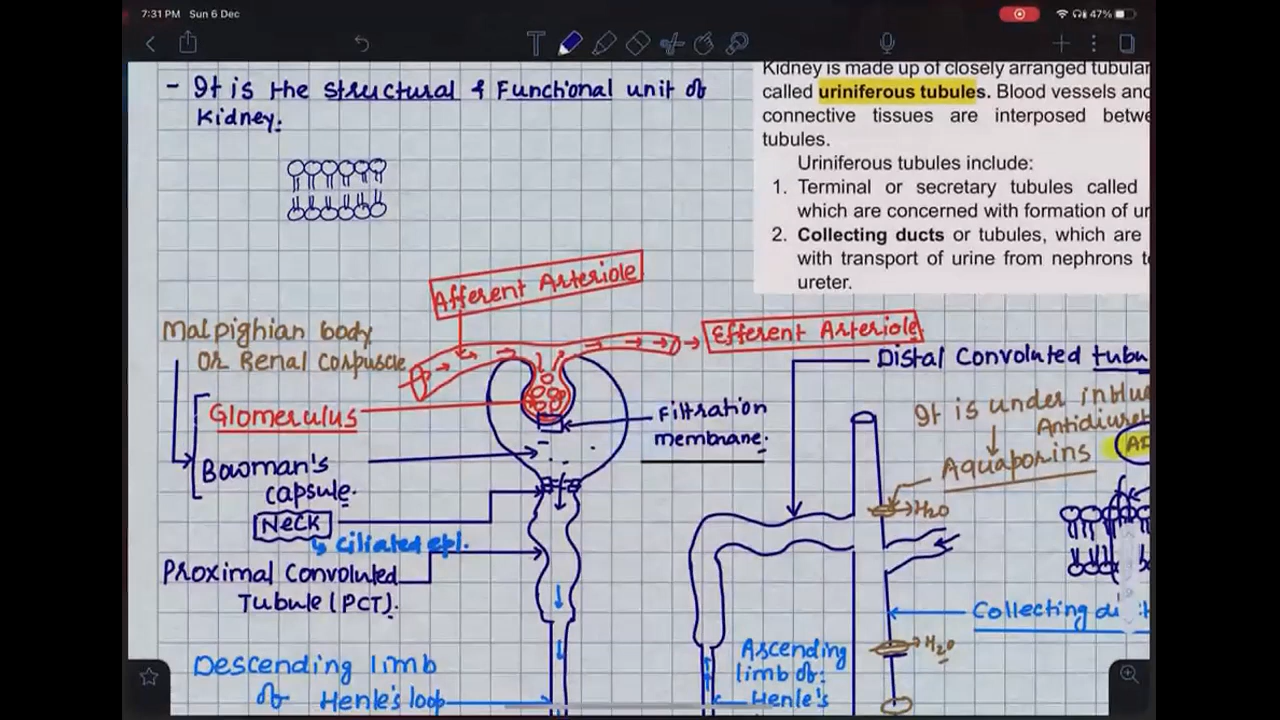 7:31 PM Sun 6 Dec
47%
- It is the structural & Functional unit of
Kidney.
Kidney is made up of closely arranged tubular
called uriniferous tubules. Blood vessels and
connective tissues are interposed betwe
tubules.
Uriniferous tubules include:
1. Terminal or secretary tubules called
which are concerned with formation of ur
2. Collecting ducts or tubules, which are
with transport of urine from nephrons t
ureter.
Afferent Arteriole
Efferent Arteriole
Malpighian body
or Renal corpuscle
Glomerulus
Bowman's
capsule.
Neck
ciliated epl.
Proximal Convoluted
Tubule (PCT).
Descending limb
of Henle's loop
Filtration
membrane.
Distal Convoluted tubu
It is under influ
Antidiuret
AD
Aquaporins
H2O
Collecting du
H2O
Ascending
limb of
Henle's